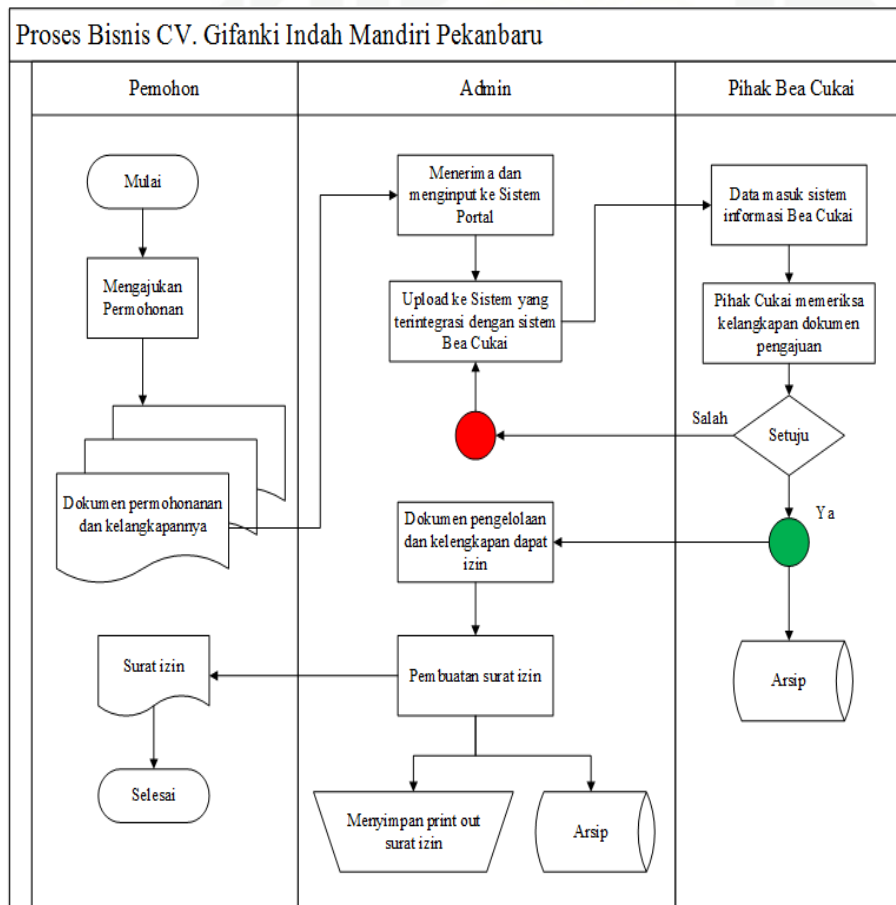 Proses Bisnis CV. Gifanki Indah Mandiri Pekanbaru
Pemohon
Admin
Pihak Bea Cukai
Mulai
Mengajukan
Permohonan
Dokumen permohonanan
dan kelangkapannya
Surat izin
Selesai
Menerima dan
menginput ke Sistem
Portal
Upload ke Sistem yang
terintegrasi dengan sistem
Bea Cukai
Dokumen pengelolaan
dan kelengkapan dapat
izin
Pembuatan surat izin
Menyimpan print out
surat izin
Arsip
Data masuk sistem
informasi Bea Cukai
Pihak Cukai memeriksa
kelangkapan dokumen
pengajuan
Salah
Setuju
Ya
Arsip